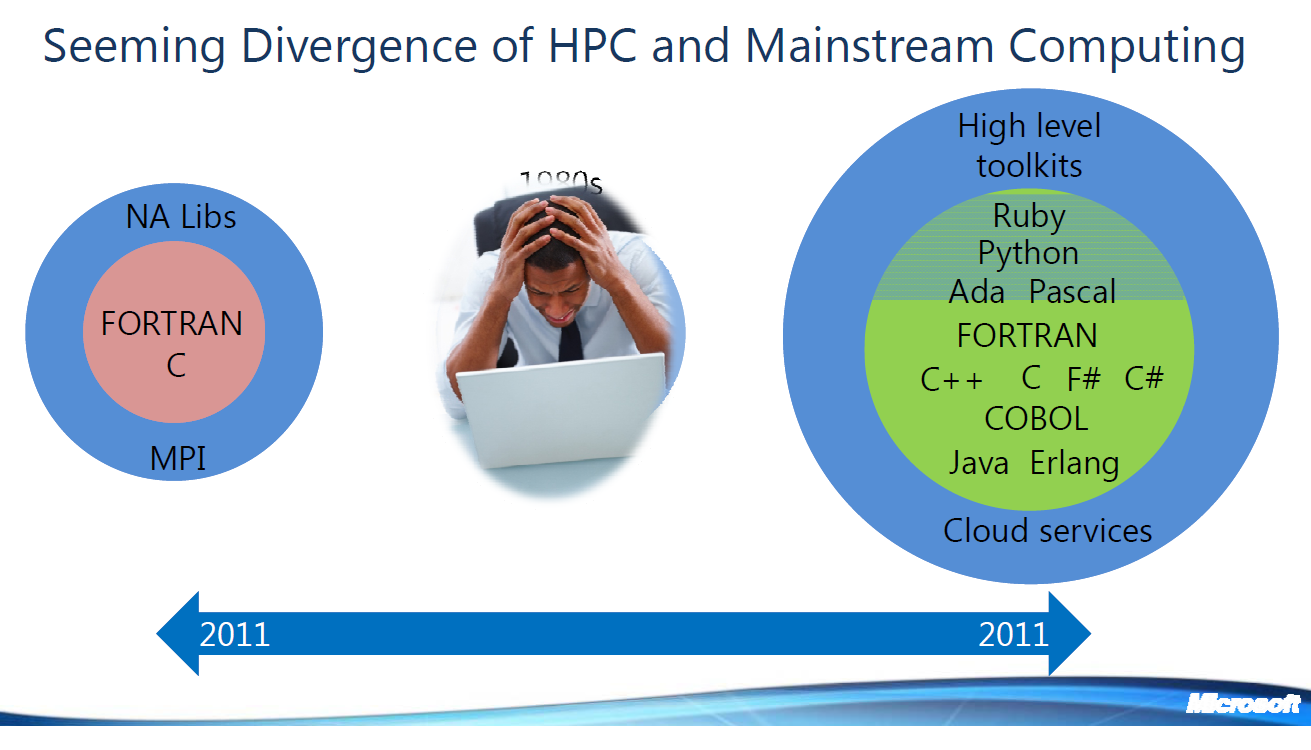 Seeming Divergence of HPC and Mainstream Computing
NA Libs
FORTRAN
C
MPI
1980s
High level
toolkits
Ruby
Python
Ada Pascal
FORTRAN
C++ C F# C#
COBOL
Java Erlang
Cloud services
2011
2011
Microsoft